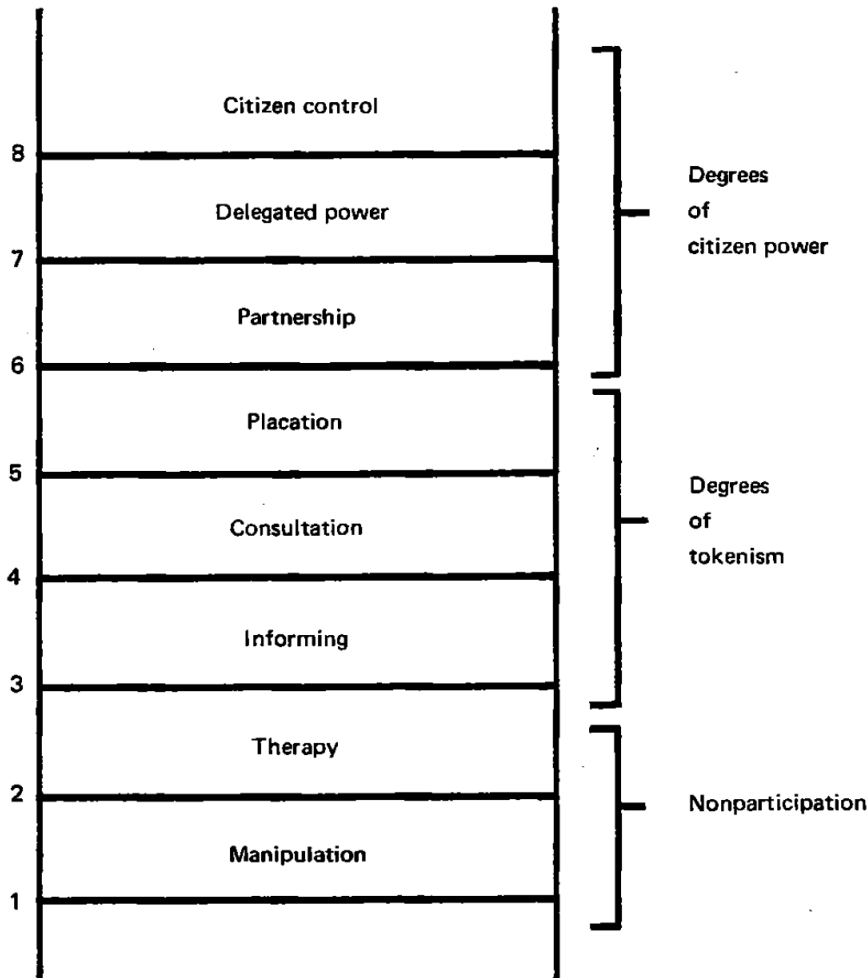 Citizen control
8
Delegated power
7
Partnership
6
Placation
5
Consultation
4
Informing
3
Therapy
2
Manipulation
1
Degrees
of
citizen power
Degrees
of
tokenism
Nonparticipation